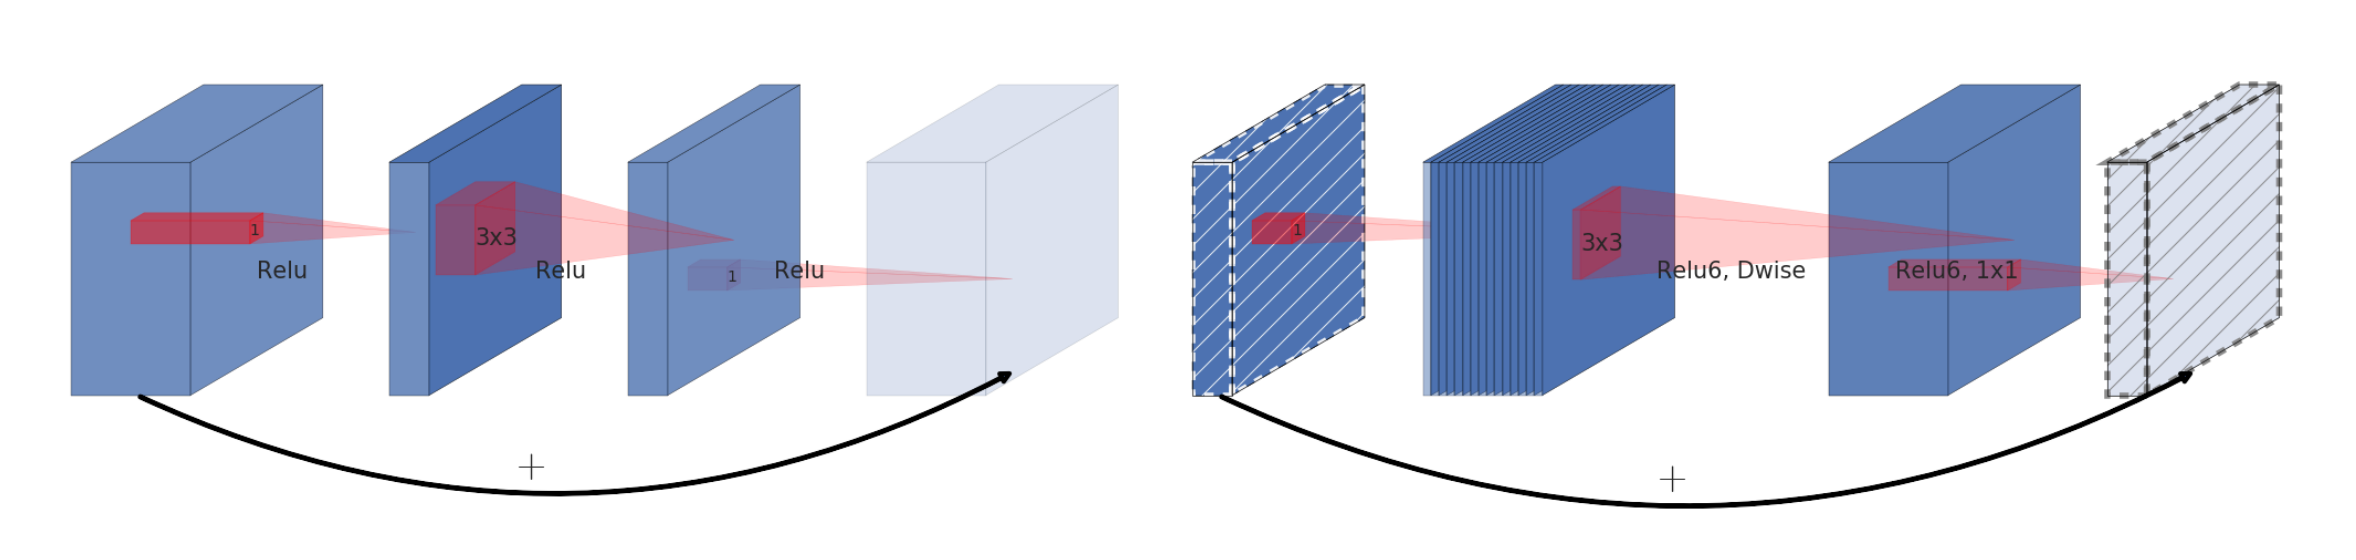 1
Relu
3x3
Relu
1
Relu
+
1
3x3
Relu6, Dwise
Relu6, 1x1
+